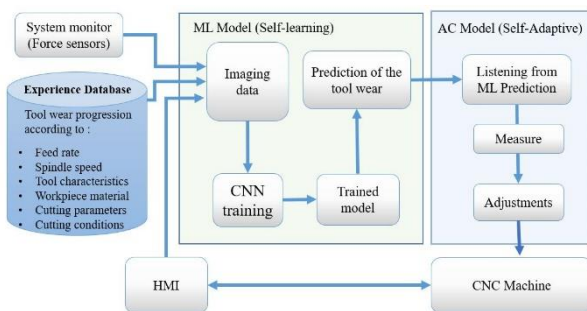 System monitor
(Force sensors)
Experience Database
Tool wear progression
according to :
• Feed rate
• Spindle speed
• Tool characteristics
• Workpiece material
• Cutting parameters
• Cutting conditions
ML Model (Self-learning)
Imaging
data
Prediction of the
tool wear
CNN
training
Trained
model
AC Model (Self-Adaptive)
Listening from
ML Prediction
Measure
Adjustments
HMI
CNC Machine